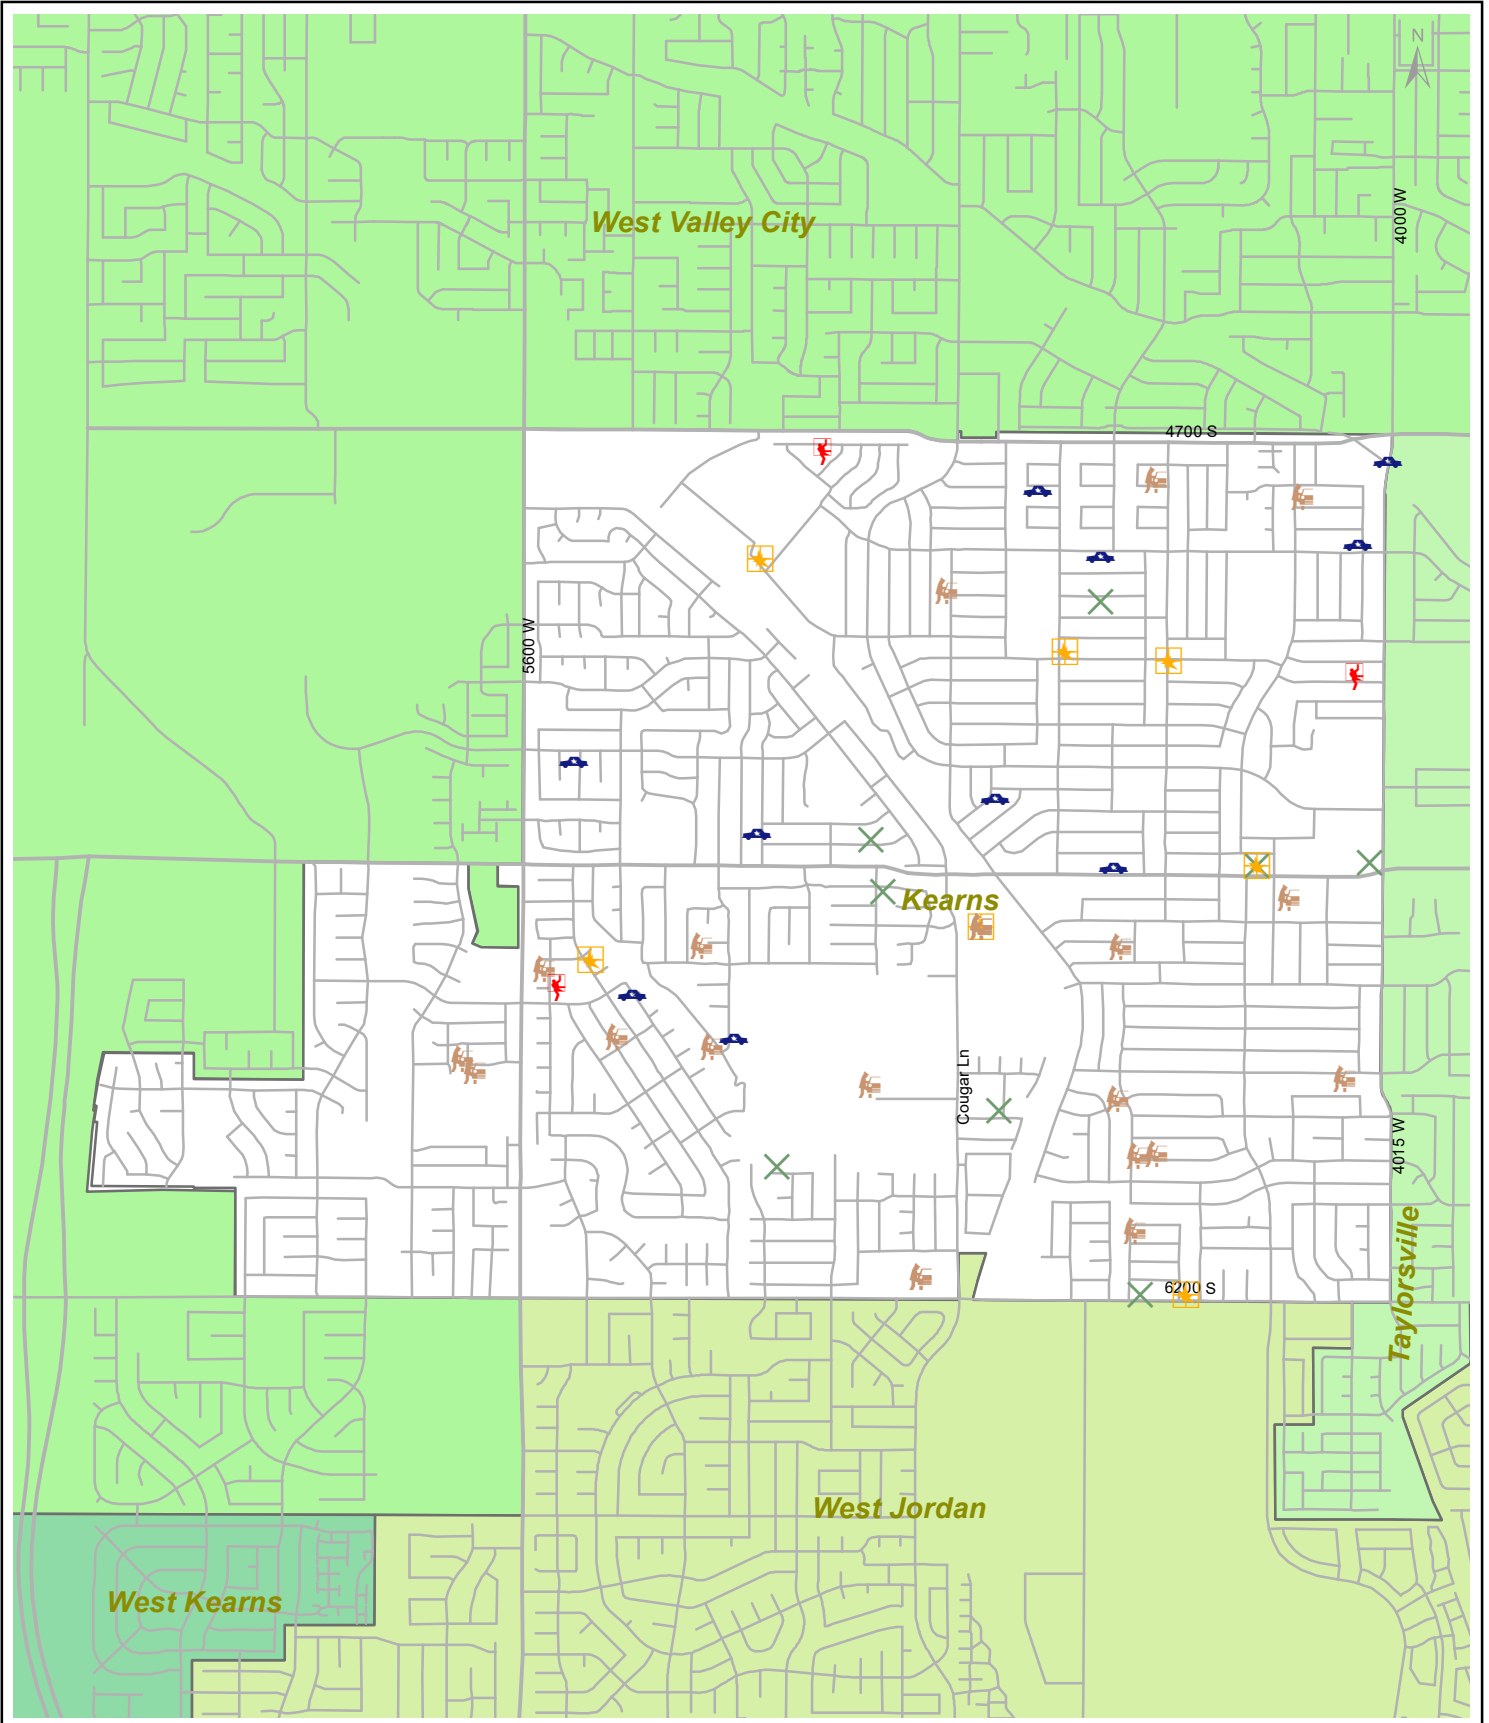 N
4000 W
West Valley City
4700 S
5600 W
Kearns
Cougar Ln
4015 W
Taylorsville
6200 S
West Jordan
West Kearns